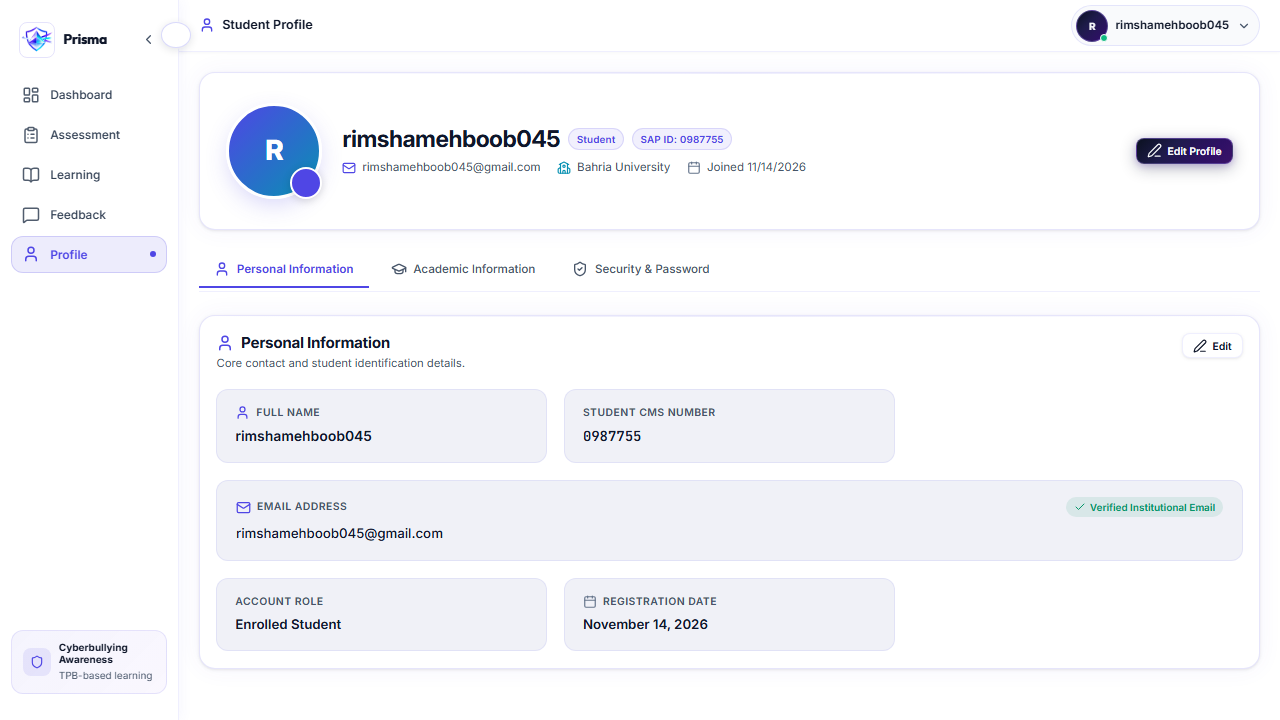 Prisma
Student Profile
R
rimshamehboob045
Dashboard
Assessment
Learning
Feedback
Profile
R
rimshamehboob045
Student
SAP ID: 0987755
rimshamehboob045@gmail.com
Bahria University
Joined 11/14/2026
Edit Profile
Personal Information
Academic Information
Security & Password
Personal Information
Core contact and student identification details.
Edit
FULL NAME
rimshamehboob045
STUDENT CMS NUMBER
0987755
EMAIL ADDRESS
rimshamehboob045@gmail.com
Verified Institutional Email
ACCOUNT ROLE
Enrolled Student
REGISTRATION DATE
November 14, 2026
Cyberbullying
Awareness
TPB-based learning